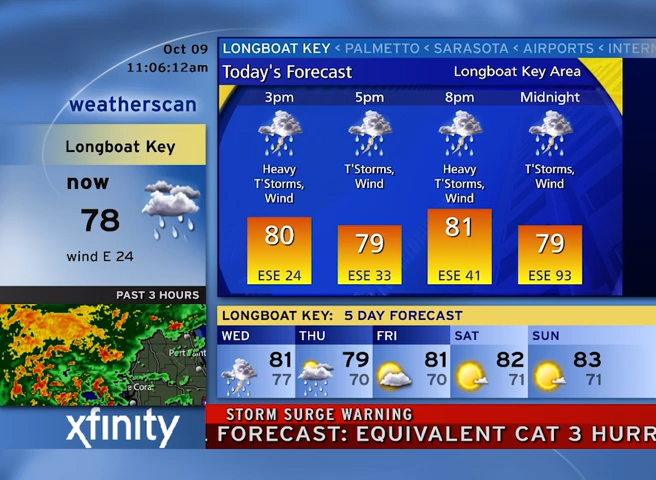 Oct 09
11:06:12am
weatherscan
Longboat Key
now
78
wind E 24
PAST 3 HOURS
xfinity
LONGBOAT KEY < PALMETTO < SARASOTA < AIRPORTS < INTERN
Today's Forecast
Longboat Key Area
3pm 5pm 8pm Midnight
Heavy T'Storms, Heavy T'Storms,
T'Storms, Wind T'Storms, Wind
Wind Wind
80 79 81 79
ESE 24 ESE 33 ESE 41 ESE 93
LONGBOAT KEY: 5 DAY FORECAST
WED THU FRI SAT SUN
81 79 81 82 83
77 70 70 71 71
STORM SURGE WARNING
FORECAST: EQUIVALENT CAT 3 HURR